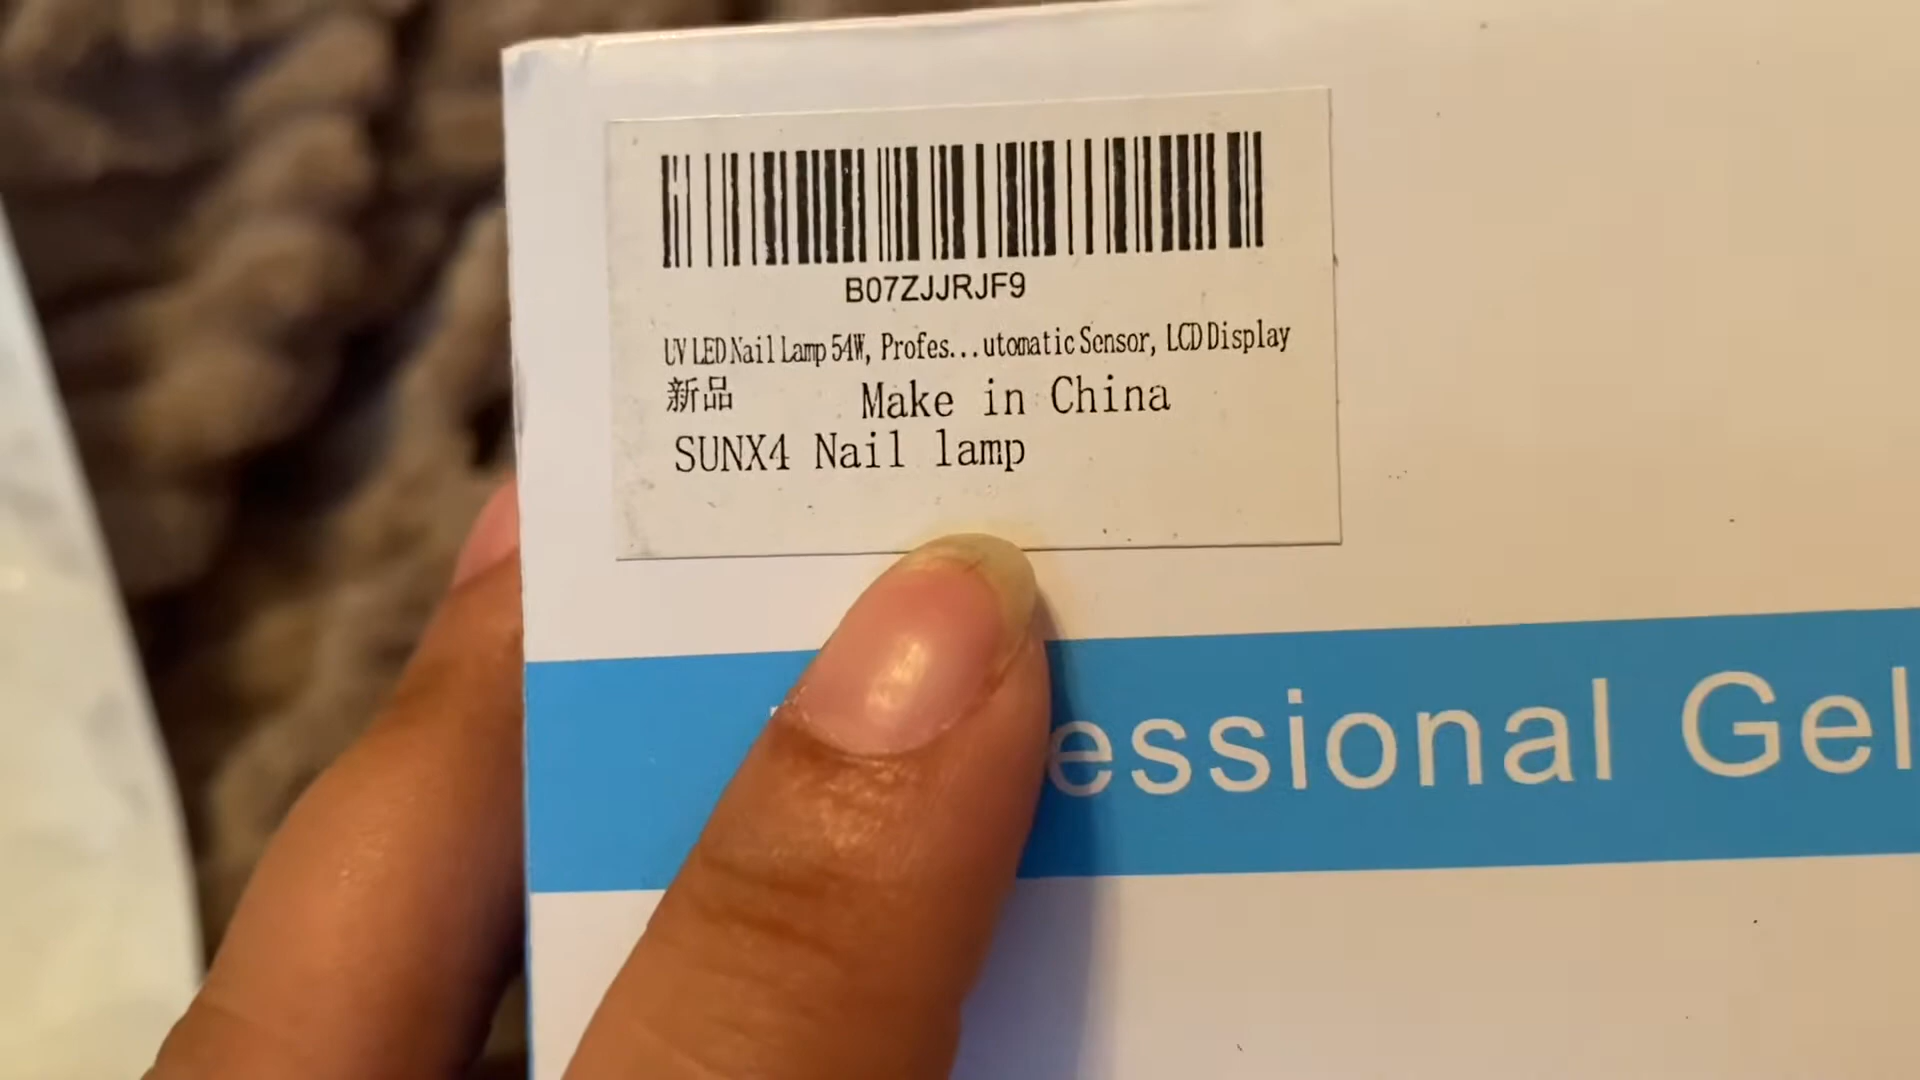 B07ZJJRJF9
UV LED Nail Lamp 54W, Profes...utomatic Sensor, LCD Display
新品 Make in China
SUNX4 Nail lamp
essional Gel